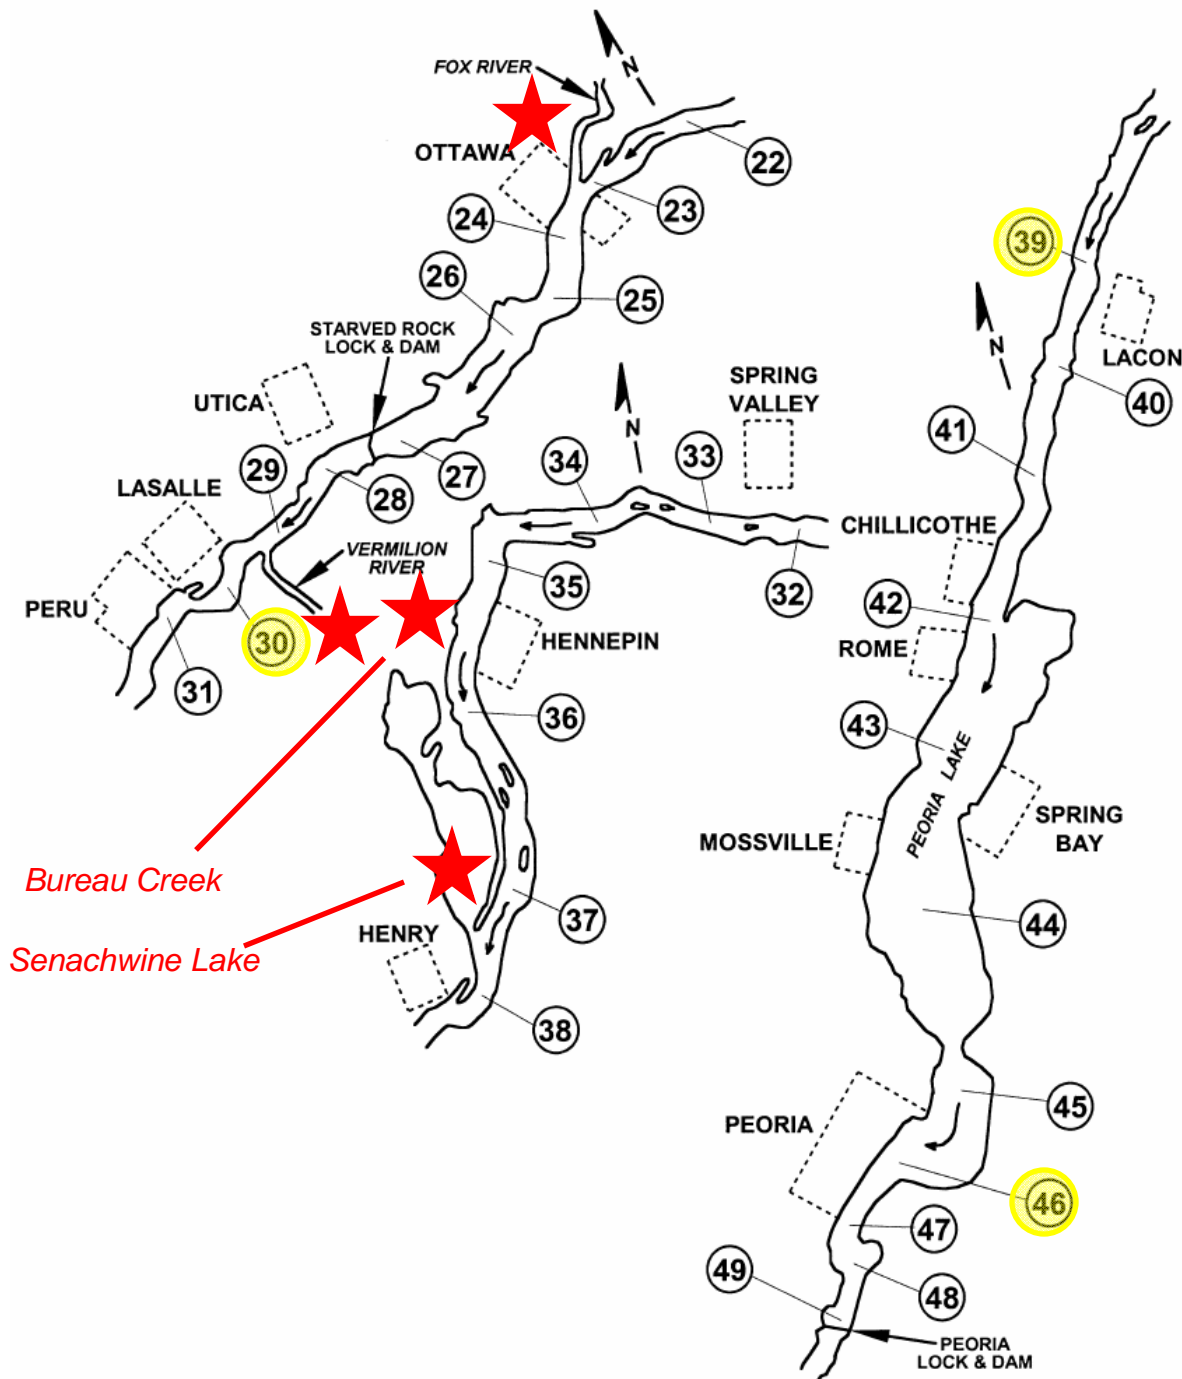 FOX RIVER
N
OTTAWA
22
23
24
25
26
STARVED ROCK
LOCK & DAM
UTICA
27
28
29
LASALLE
VERMILION
RIVER
PERU
30
31
N
SPRING
VALLEY
34
33
32
35
HENNEPIN
36
Bureau Creek
Senachwine Lake
37
HENRY
38
39
N
LACON
40
41
CHILLICOTHE
42
ROME
43
PEORIA LAKE
MOSSVILLE
SPRING
BAY
44
45
PEORIA
46
47
48
49
PEORIA
LOCK & DAM